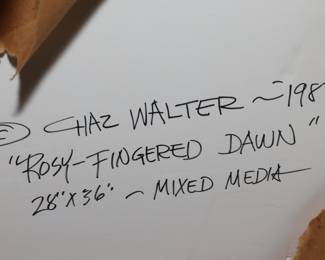 © CHAZ WALTER ~ 198
"ROSY-FINGERED DAWN"
28"X36" ~ MIXED MEDIA